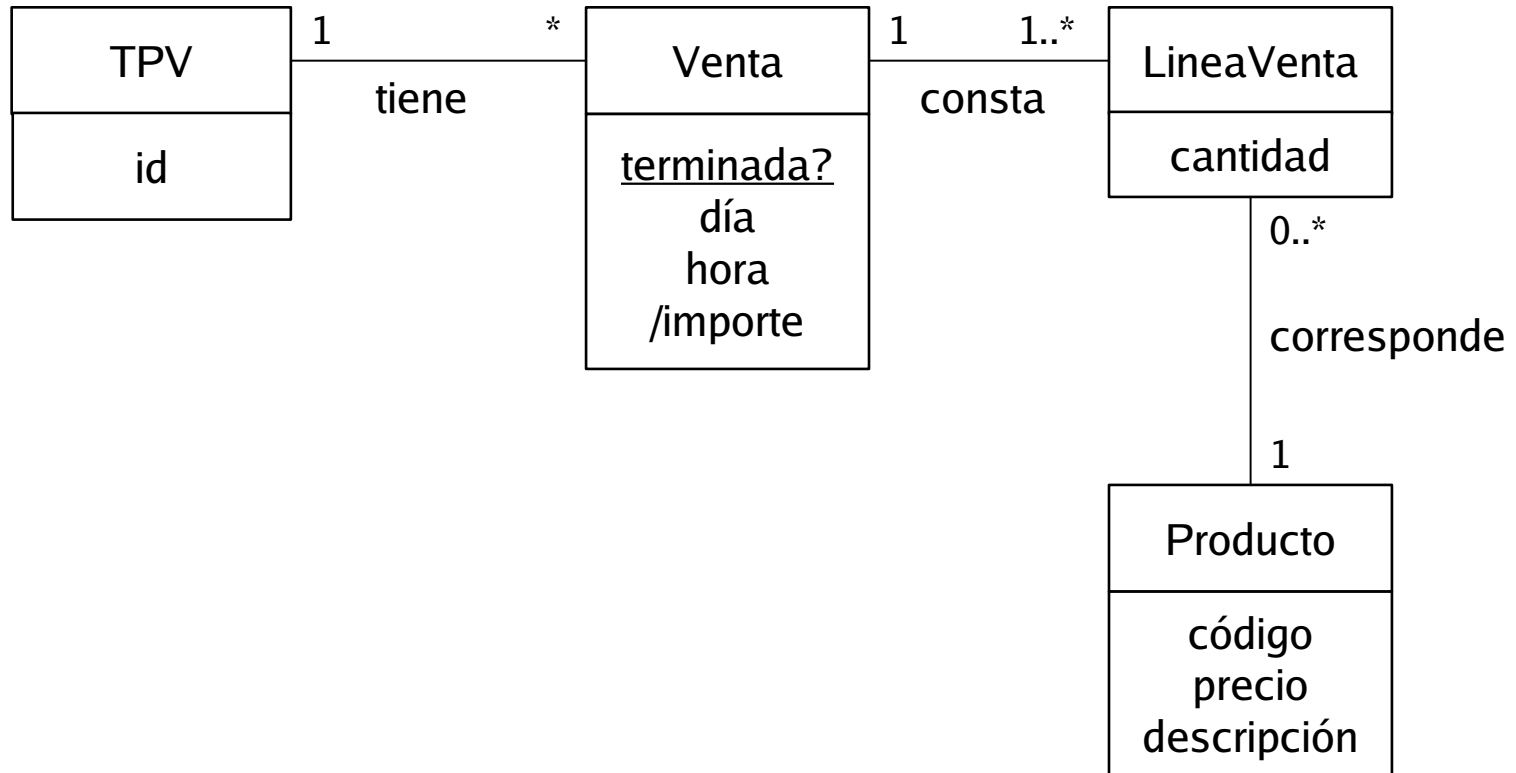 TPV
id
1
*
tiene
Venta
terminada?
día
hora
/importe
1
1..*
consta
LineaVenta
cantidad
0..*
corresponde
1
Producto
código
precio
descripción